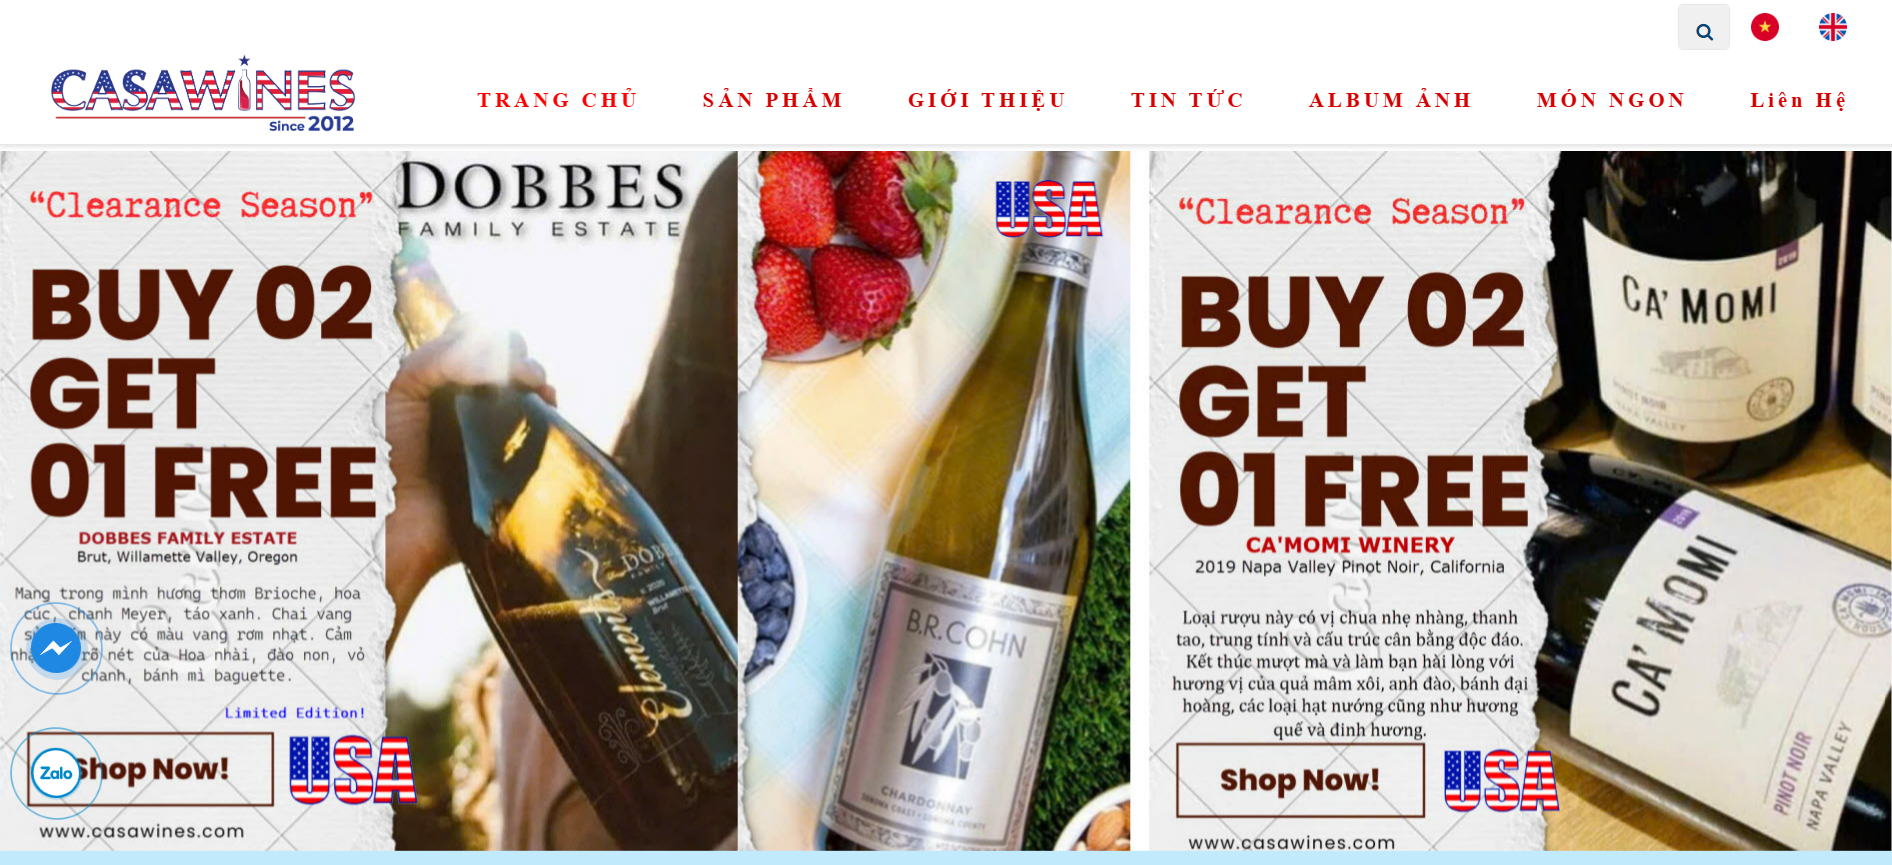 CASAWINES
Since 2012
TRANG CHỦ
SẢN PHẨM
GIỚI THIỆU
TIN TỨC
ALBUM ẢNH
MÓN NGON
Liên Hệ
“Clearance Season”
BUY 02
GET
01 FREE
DOBBES FAMILY ESTATE
Brut, Willamette Valley, Oregon
Mang trong mình hương thơm Brioche, hoa
cúc, chanh Meyer, táo xanh. Chai vang
này có màu vang rơm nhạt. Cảm
rõ nét của Hoa nhài, đào non, vỏ
chanh, bánh mì baguette.
Limited Edition!
Shop Now!
Zalo
USA
www.casawines.com
DOBBES
FAMILY ESTATE
USA
B.R. COHN
CHARDONNAY
SONOMA COAST • SONOMA COUNTY
“Clearance Season”
BUY 02
GET
01 FREE
CA'MOMI WINERY
2019 Napa Valley Pinot Noir, California
Loại rượu này có vị chua nhẹ nhàng, thanh
tao, trung tính và cấu trúc cân bằng độc đáo.
Kết thúc mượt mà và làm bạn hài lòng với
hương vị của quả mâm xôi, anh đào, bánh đại
hoàng, các loại hạt nướng cũng như hương
quế và đinh hương.
Shop Now!
USA
www.casawines.com
CA' MOMI
PINOT NOIR
NAPA VALLEY
CA' MOMI
PINOT NOIR
NAPA VALLEY